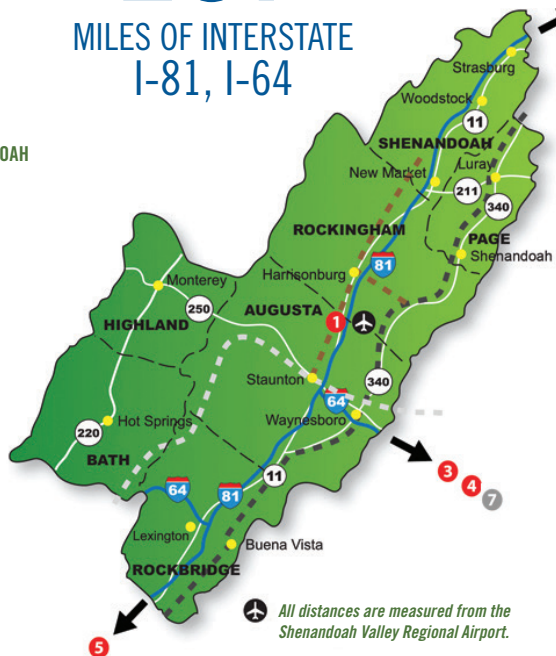 MILES OF INTERSTATE
I-81, I-64
OAH
Strasburg
Woodstock
11
SHENANDOAH
Luray
New Market
211
340
ROCKINGHAM
PAGE
Shenandoah
81
Harrisonburg
Monterey
250
AUGUSTA
1
HIGHLAND
Staunton
340
64
Waynesboro
Hot Springs
220
BATH
11
3
4
7
64
81
Lexington
Buena Vista
ROCKBRIDGE
5
All distances are measured from the
Shenandoah Valley Regional Airport.